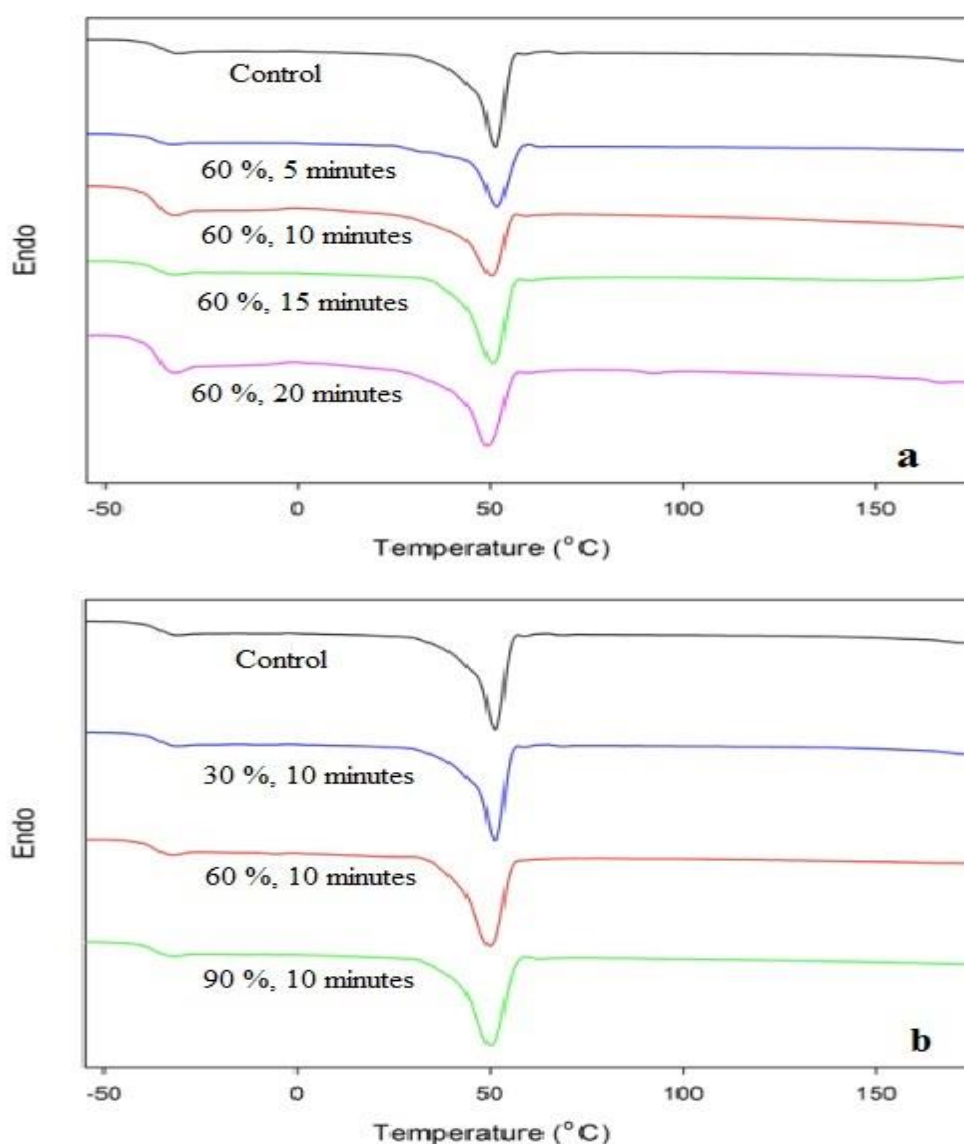 Control
60 %, 5 minutes
60 %, 10 minutes
60 %, 15 minutes
60 %, 20 minutes
Endo
a
-50 0 50 100 150
Temperature (°C)
Control
30 %, 10 minutes
60 %, 10 minutes
90 %, 10 minutes
Endo
b
-50 0 50 100 150
Temperature (°C)